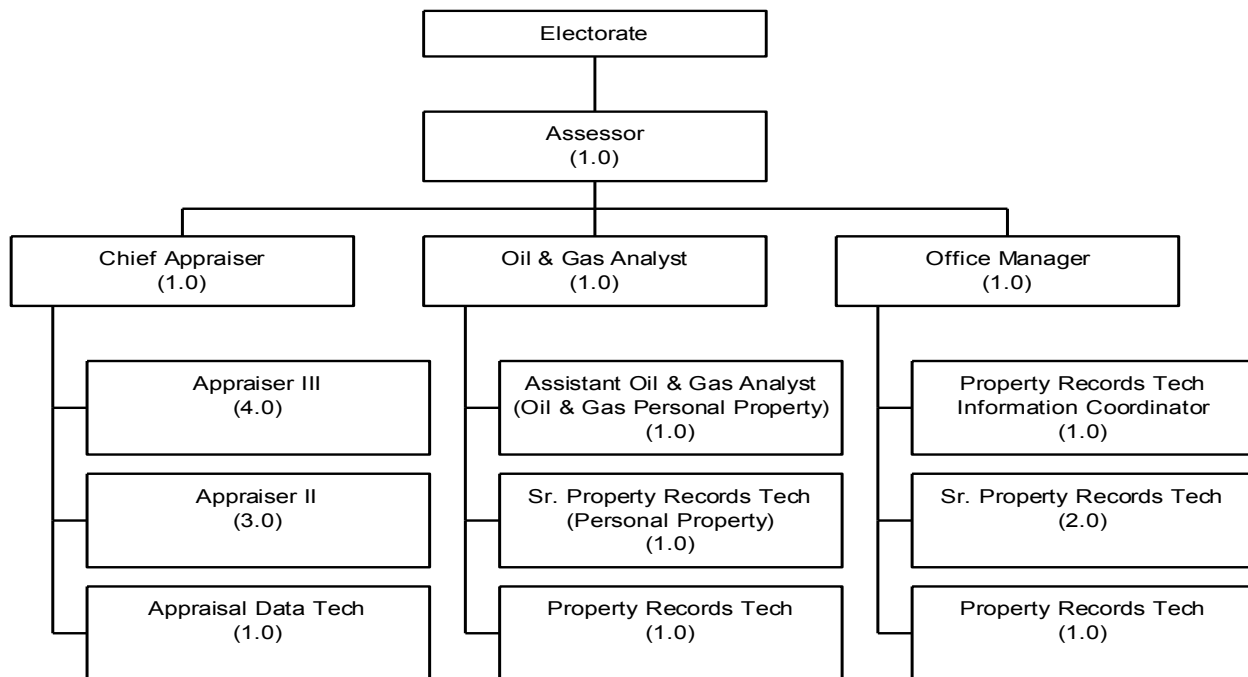 Electorate
Assessor
(1.0)
Chief Appraiser
(1.0)
Oil & Gas Analyst
(1.0)
Office Manager
(1.0)
Appraiser III
(4.0)
Assistant Oil & Gas Analyst
(Oil & Gas Personal Property)
(1.0)
Property Records Tech
Information Coordinator
(1.0)
Appraiser II
(3.0)
Sr. Property Records Tech
(Personal Property)
(1.0)
Sr. Property Records Tech
(2.0)
Appraisal Data Tech
(1.0)
Property Records Tech
(1.0)
Property Records Tech
(1.0)